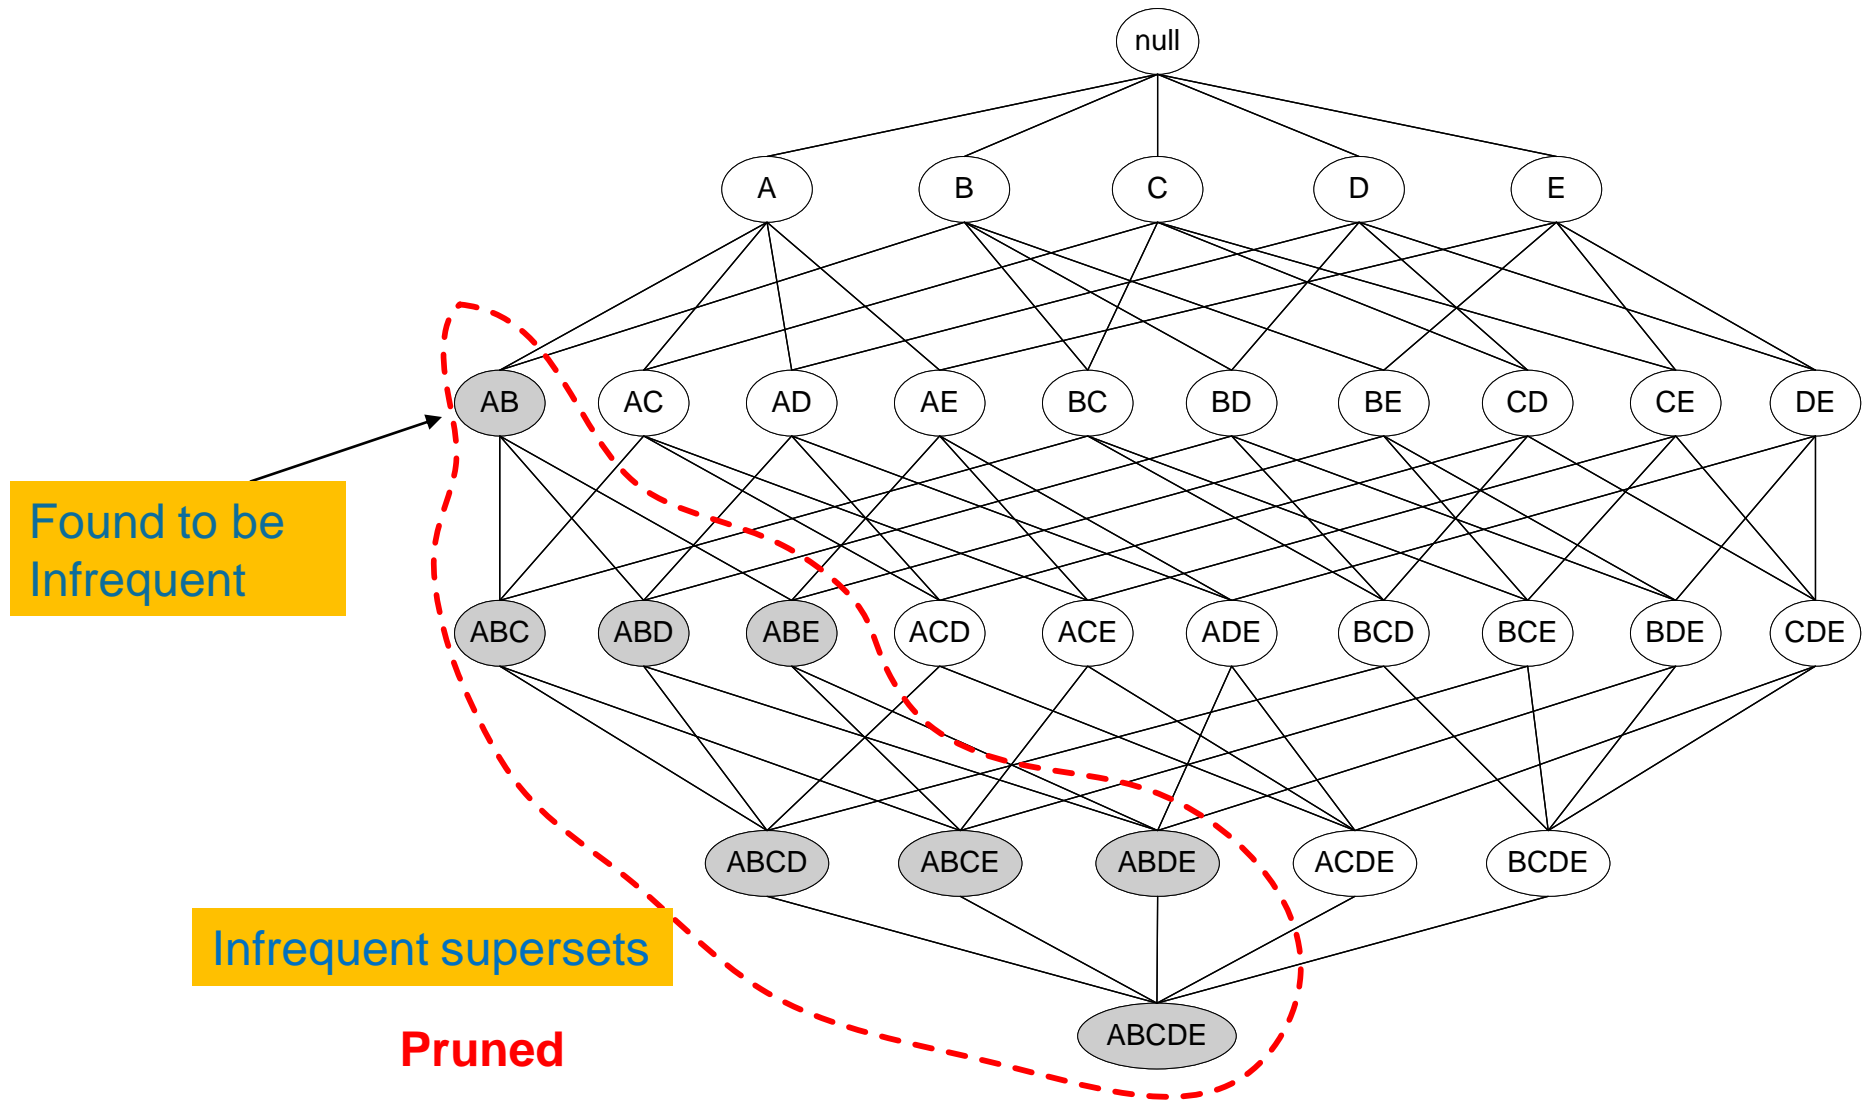 null
A B C D E
AB AC AD AE BC BD BE CD CE DE
Found to be
Infrequent
ABC ABD ABE ACD ACE ADE BCD BCE BDE CDE
ABCD ABCE ABDE ACDE BCDE
Infrequent supersets
ABCDE
Pruned